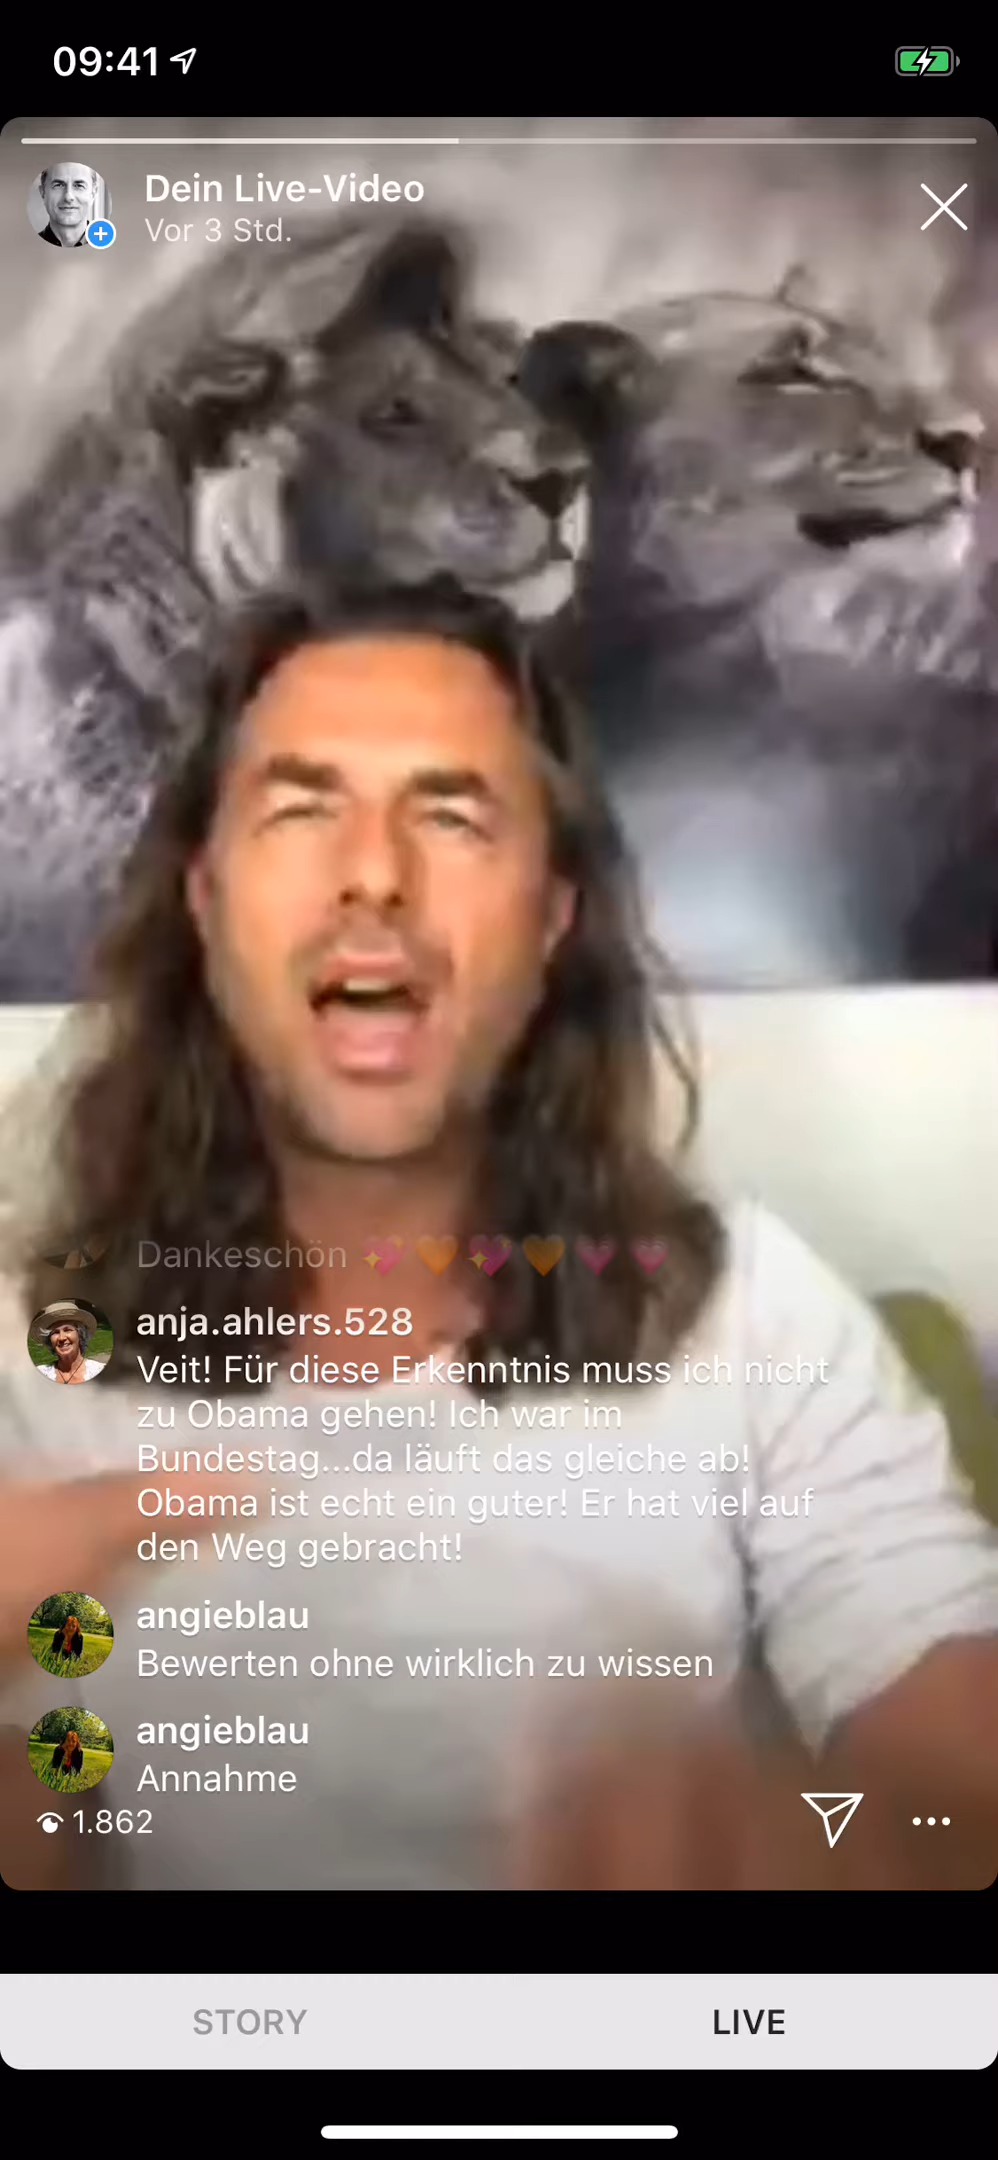 09:41
Dein Live-Video
Vor 3 Std.
Dankeschön 💖🧡💖🧡💗💗
anja.ahlers.528
Veit! Für diese Erkenntnis muss ich nicht
zu Obama gehen! Ich war im
Bundestag...da läuft das gleiche ab!
Obama ist echt ein guter! Er hat viel auf
den Weg gebracht!
angieblau
Bewerten ohne wirklich zu wissen
angieblau
Annahme
1.862
STORY
LIVE